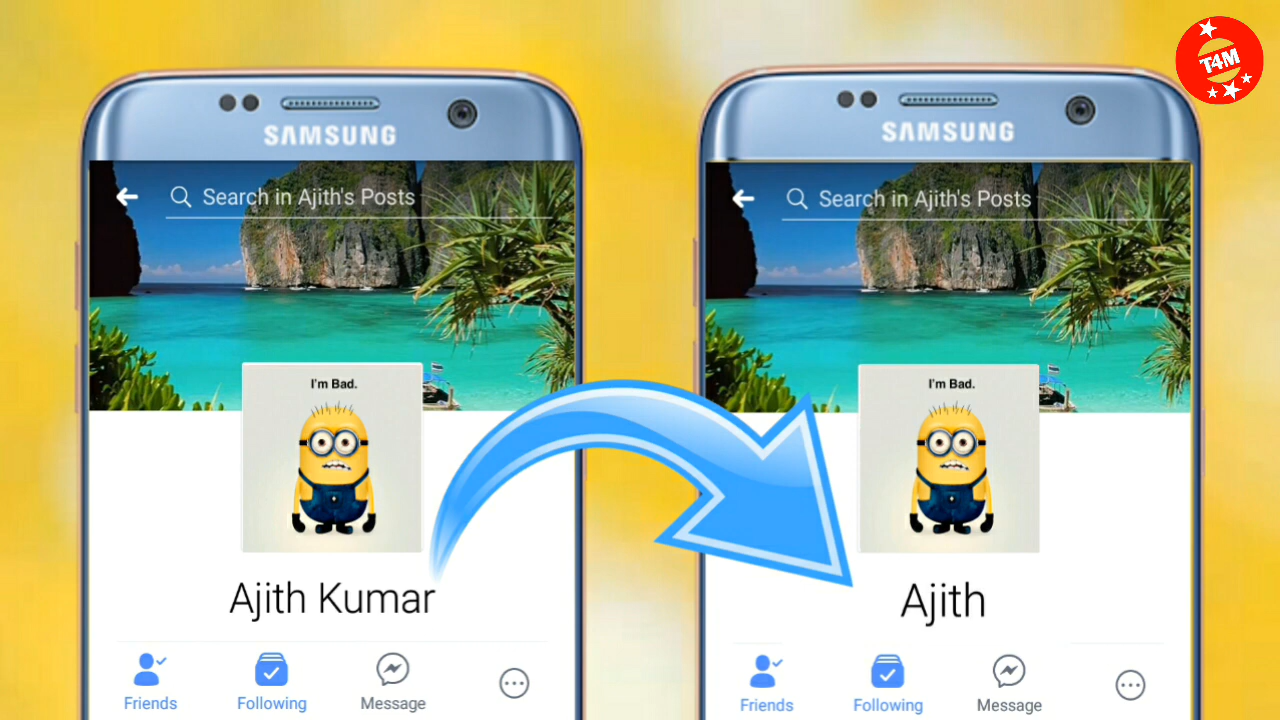 T4M
SAMSUNG
Search in Ajith's Posts
I'm Bad.
Ajith Kumar
Friends
Following
Message
SAMSUNG
Search in Ajith's Posts
I'm Bad.
Ajith
Friends
Following
Message